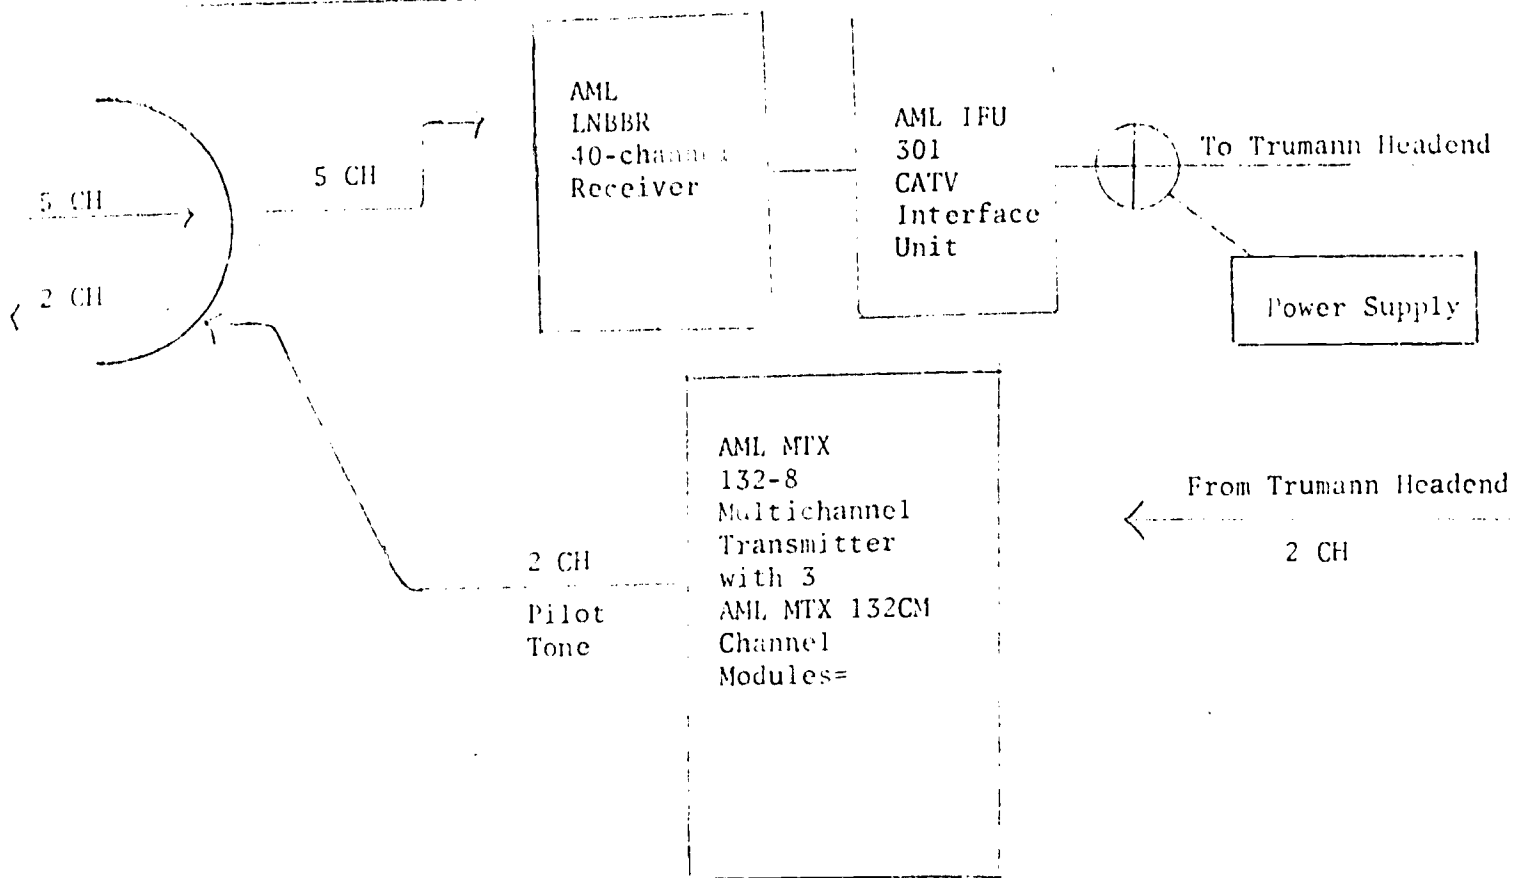 5 CH
2 CH
5 CH
AML
LNBBR
40-channel
Receiver
AML IFU
301
CATV
Interface
Unit
To Trumann Headend
Power Supply
AML MTX
132-8
Multichannel
Transmitter
with 3
AML MTX 132CM
Channel
Modules=
2 CH
Pilot
Tone
From Trumann Headend
2 CH